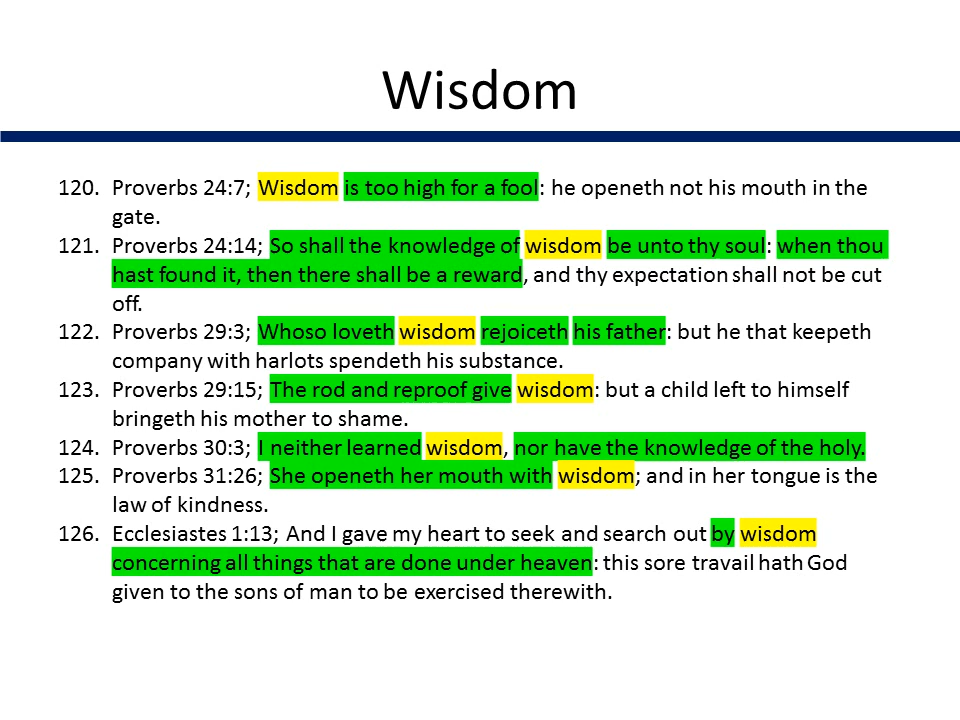 Wisdom
120. Proverbs 24:7; Wisdom is too high for a fool: he openeth not his mouth in the
gate.
121. Proverbs 24:14; So shall the knowledge of wisdom be unto thy soul: when thou
hast found it, then there shall be a reward, and thy expectation shall not be cut
off.
122. Proverbs 29:3; Whoso loveth wisdom rejoiceth his father: but he that keepeth
company with harlots spendeth his substance.
123. Proverbs 29:15; The rod and reproof give wisdom: but a child left to himself
bringeth his mother to shame.
124. Proverbs 30:3; I neither learned wisdom, nor have the knowledge of the holy.
125. Proverbs 31:26; She openeth her mouth with wisdom; and in her tongue is the
law of kindness.
126. Ecclesiastes 1:13; And I gave my heart to seek and search out by wisdom
concerning all things that are done under heaven: this sore travail hath God
given to the sons of man to be exercised therewith.